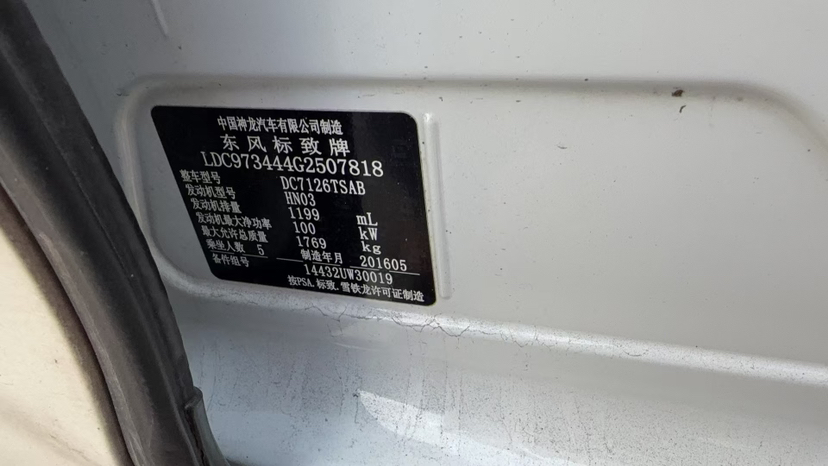 中国神龙汽车有限公司制造
东风标致牌
LDC973444G2507818
整车型号 DC7126TSAB
发动机型号 HN03
发动机排量 1199 mL
发动机最大净功率 100 kW
最大允许总质量 1769 kg
乘坐人数 5 制造年月 201605
备件组号 14432UW30019
按PSA.标致.雪铁龙许可证制造